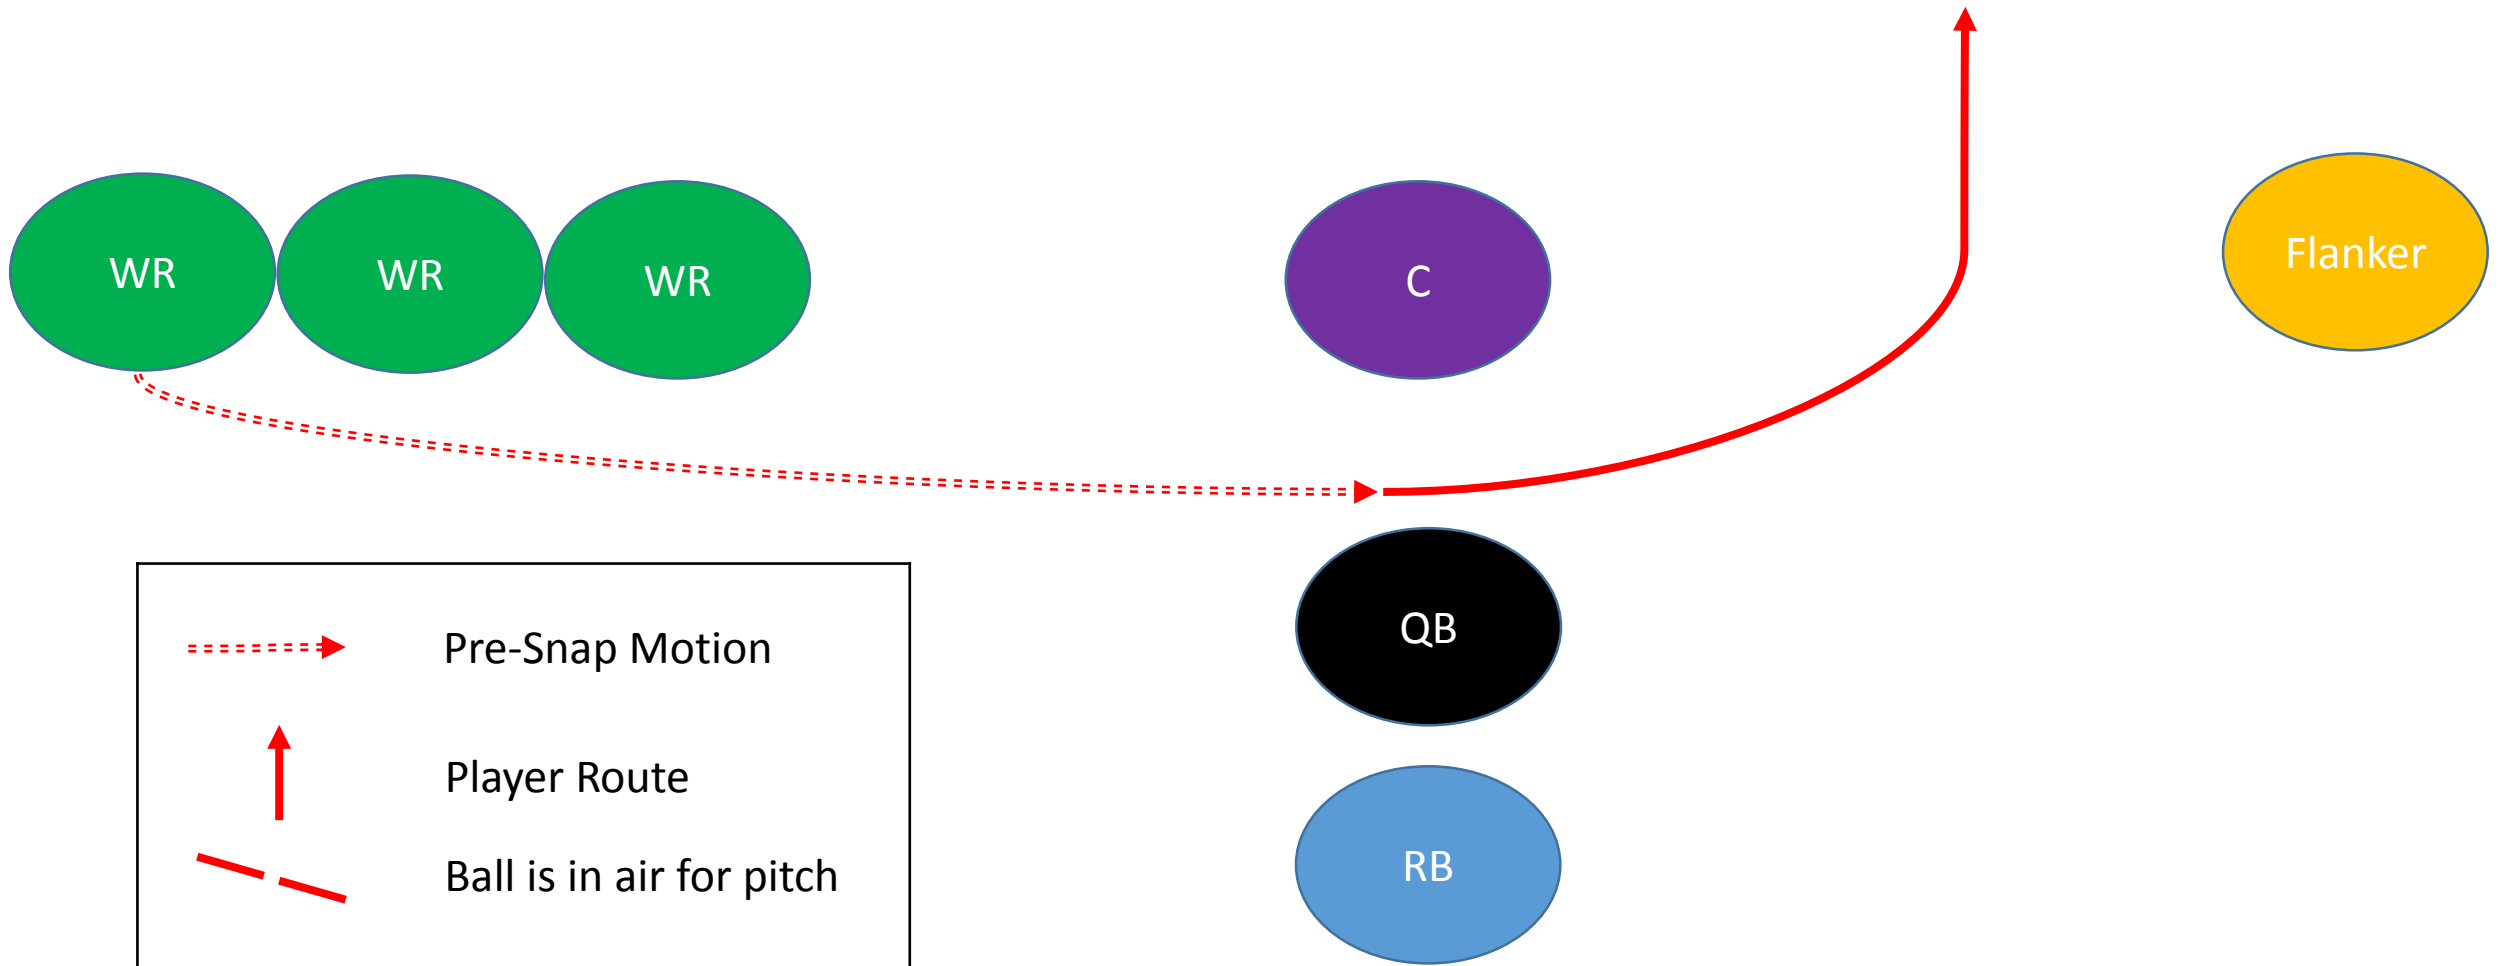 WR
WR
WR
C
Flanker
QB
RB
Pre-Snap Motion
Player Route
Ball is in air for pitch